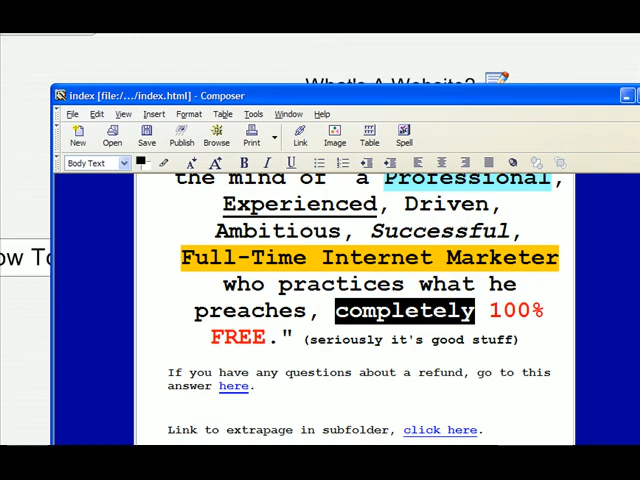 What's A Website?
index [file:/.../index.html] - Composer
File Edit View Insert Format Table Tools Window Help
New Open Save Publish Browse Print Link Image Table Spell
Body Text A A B I U
the mind of a Professional,
Experienced, Driven,
Ambitious, Successful,
ow To
Full-Time Internet Marketer
who practices what he
preaches, completely 100%
FREE." (seriously it's good stuff)
If you have any questions about a refund, go to this
answer here.
Link to extrapage in subfolder, click here.